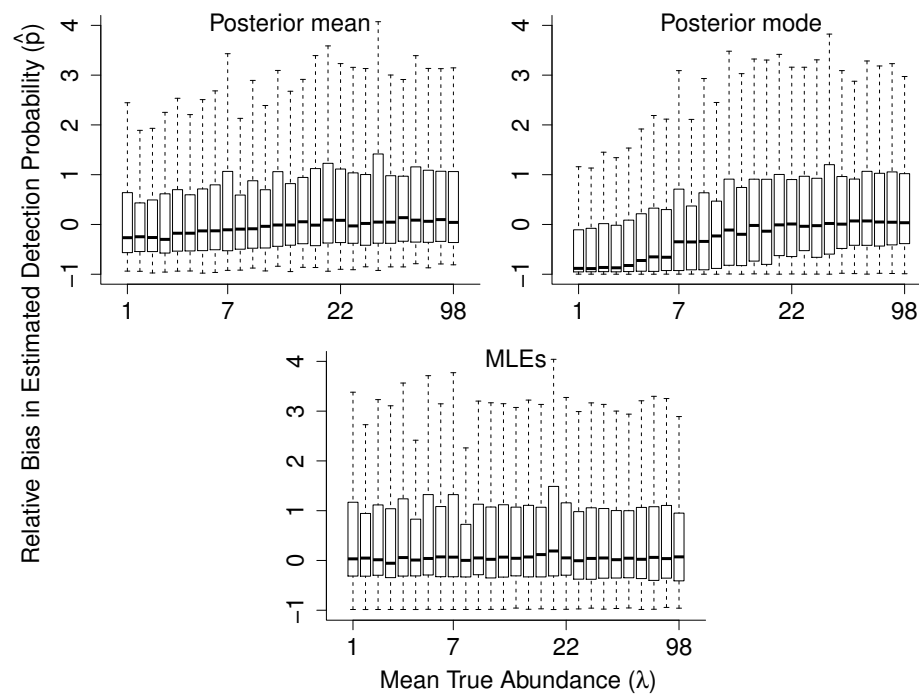 Relative Bias in Estimated Detection Probability (p̂)
Posterior mean
4
3
2
1
0
−1
1 7 22 98
Posterior mode
4
3
2
1
0
−1
1 7 22 98
MLEs
4
3
2
1
0
−1
1 7 22 98
Mean True Abundance (λ)